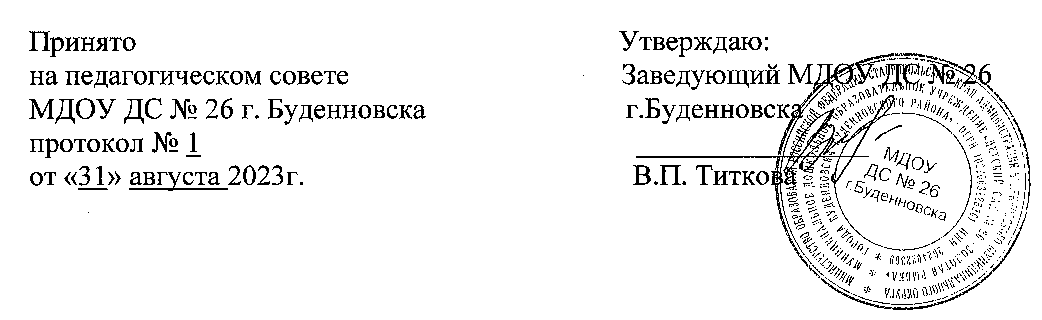 Принято
на педагогическом совете
МДОУ ДС № 26 г. Буденновска
протокол № 1
от «31» августа 2023г.
Утверждаю:
Заведующий МДОУ ДС № 26
г.Буденновска
В.П. Титкова
МДОУ
ДС № 26
г.Буденновска